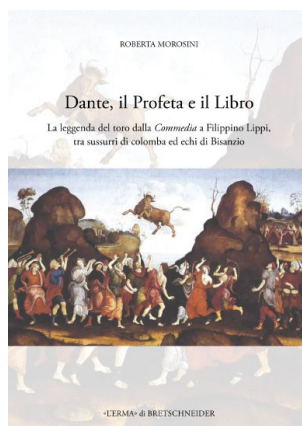 ROBERTA MOROSINI
Dante, il Profeta e il Libro
La leggenda del toro dalla Commedia a Filippino Lippi,
tra sussurri di colomba ed echi di Bisanzio
«L'ERMA» di BRETSCHNEIDER